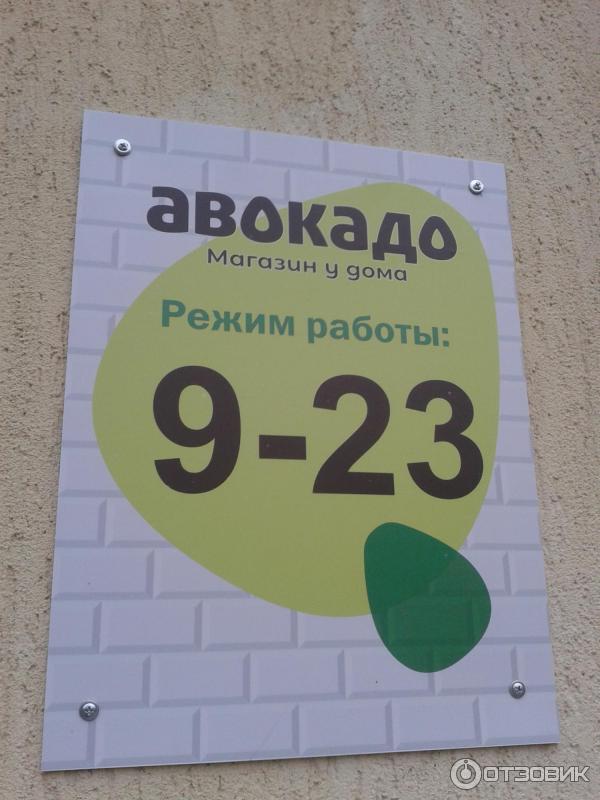 авокадо
Магазин у дома
Режим работы:
9-23
ОТЗОВИК